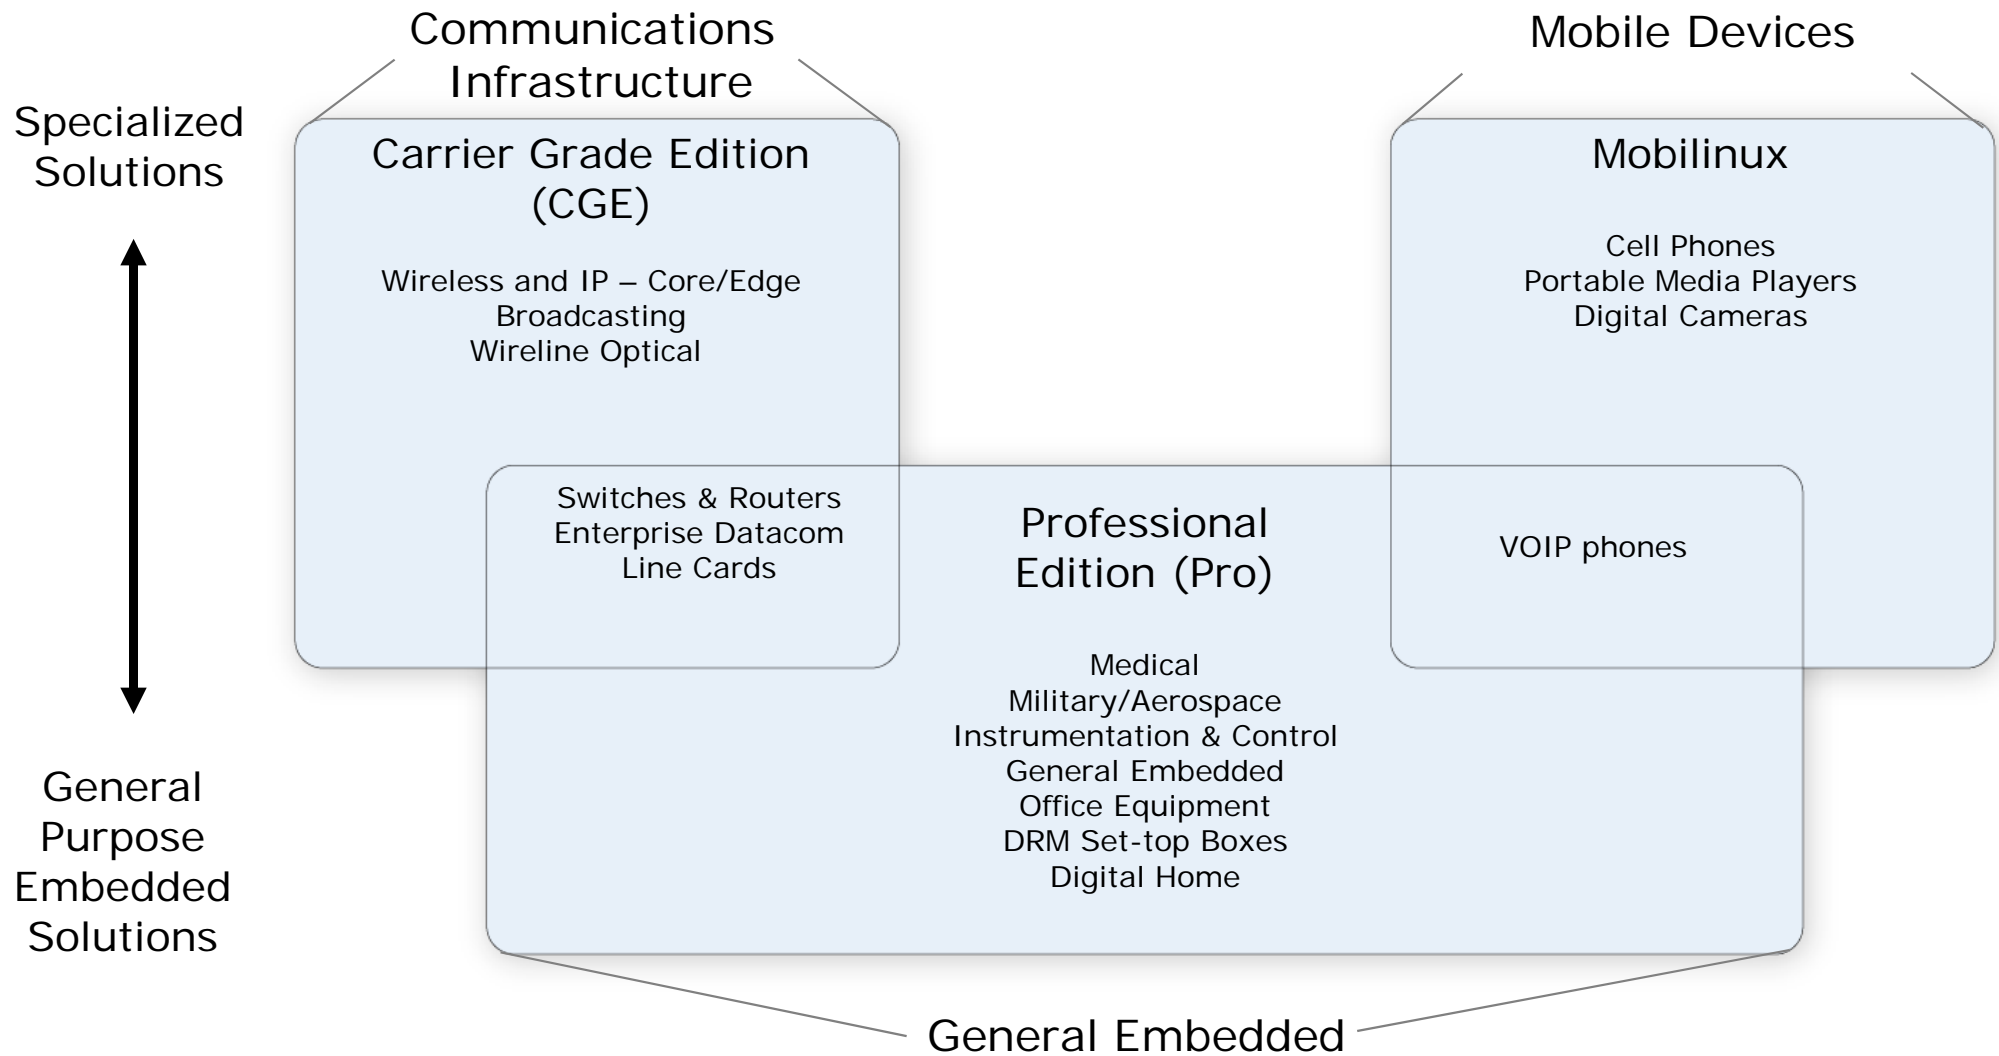 Communications
Infrastructure
Mobile Devices
Specialized
Solutions
Carrier Grade Edition
(CGE)
Wireless and IP – Core/Edge
Broadcasting
Wireline Optical
Mobilinux
Cell Phones
Portable Media Players
Digital Cameras
Switches & Routers
Enterprise Datacom
Line Cards
Professional
Edition (Pro)
VOIP phones
Medical
Military/Aerospace
Instrumentation & Control
General Embedded
Office Equipment
DRM Set-top Boxes
Digital Home
General
Purpose
Embedded
Solutions
General Embedded